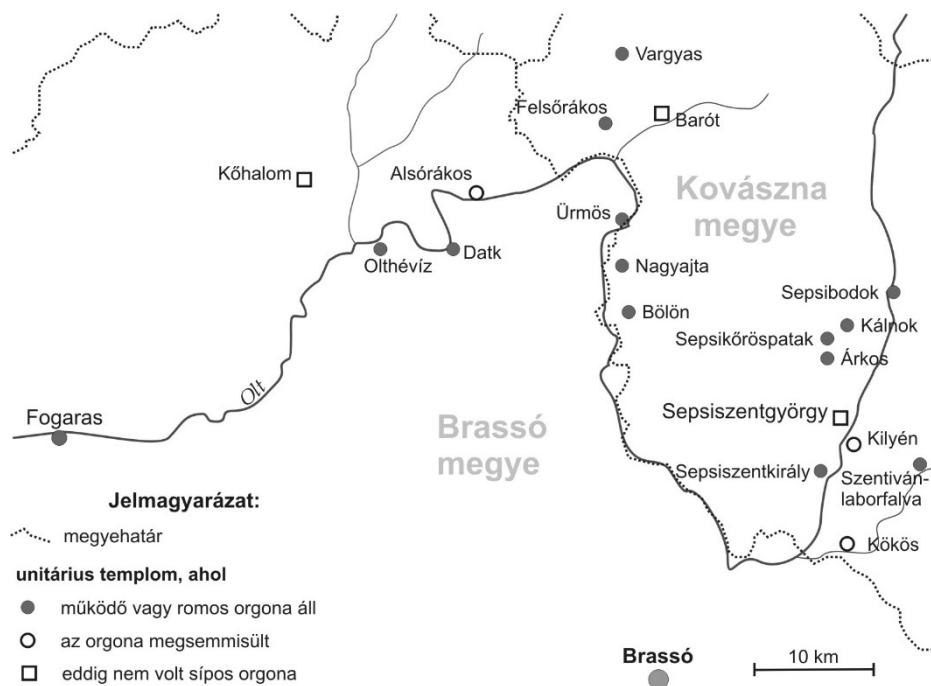 Vargyas
Felsőrákos
Barót
Kőhalom
Alsórákos
Kovászna
megye
Ürmös
Olthévíz
Datk
Nagyajta
Sepsibodok
Bölön
Kálnok
Sepsikőröspatak
Árkos
Olt
Fogaras
Sepsiszentgyörgy
Brassó
megye
Kilyén
Sepsiszentkirály
Szentiván-
laborfalva
Kökös
Jelmagyarázat:
megyehatár
unitárius templom, ahol
működő vagy romos orgona áll
az orgona megsemmisült
eddig nem volt sípos orgona
Brassó
10 km